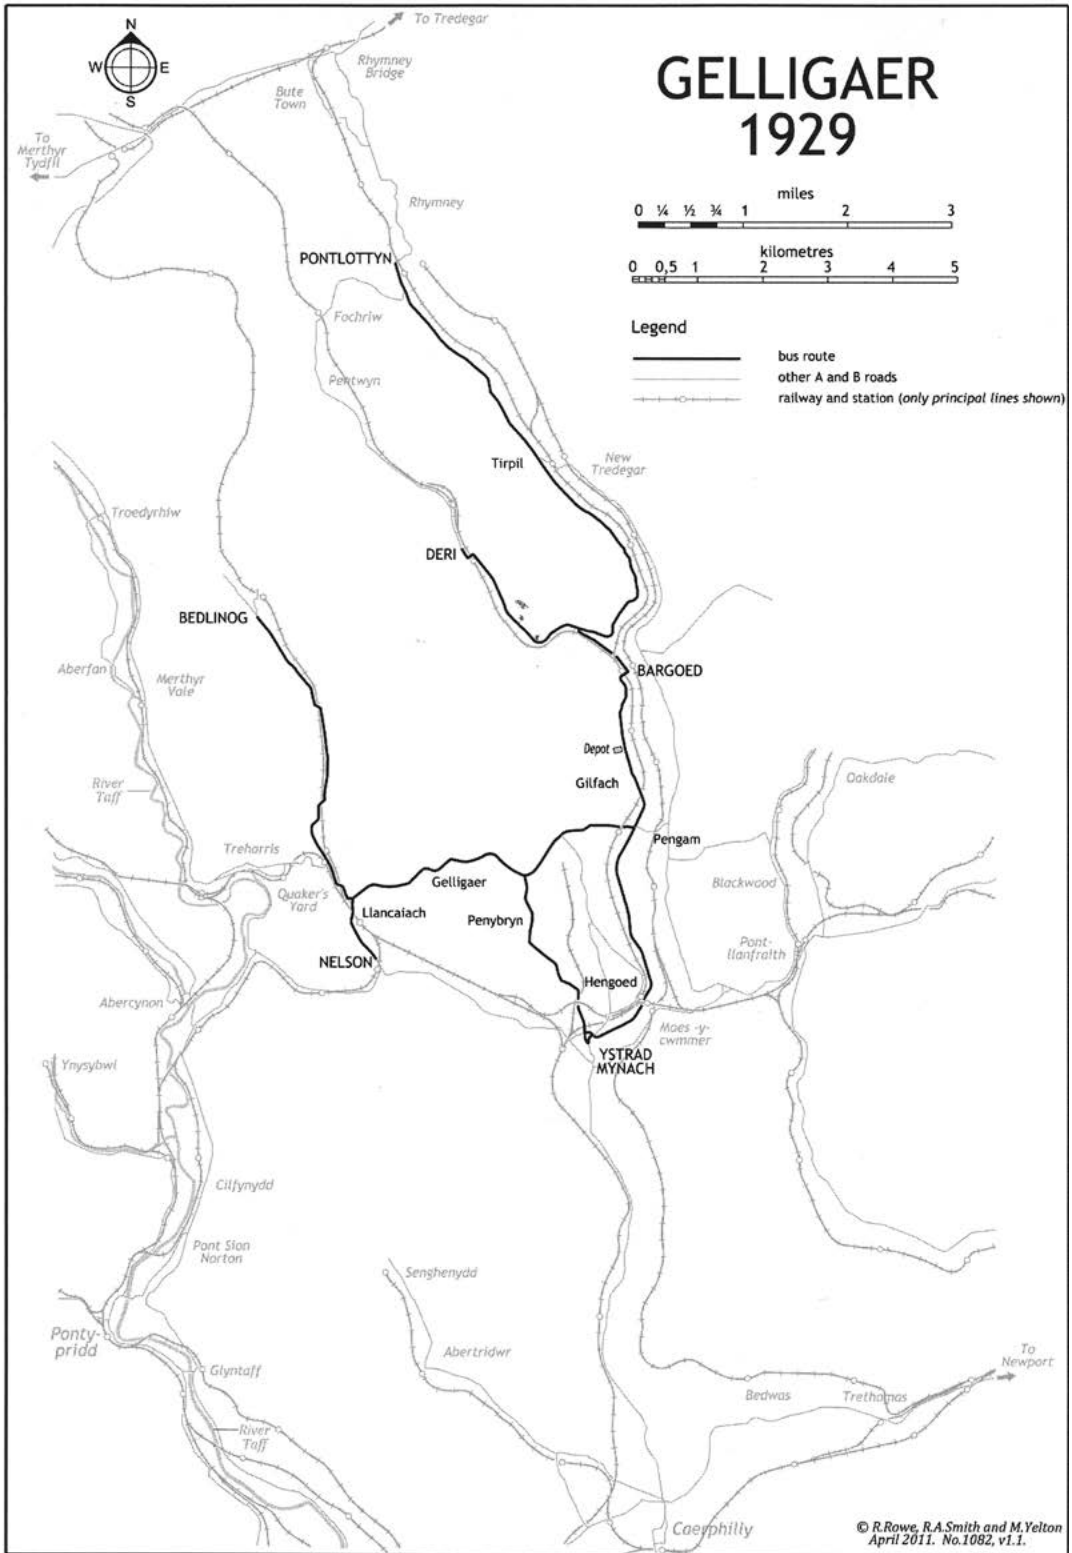 GELLIGAER
1929
N
W
E
S
To Tredegar
Rhymney
Bridge
Bute
Town
To
Merthyr
Tydfil
miles
0 ¼ ½ ¾ 1 2 3
kilometres
0 0,5 1 2 3 4 5
Legend
bus route
other A and B roads
railway and station (only principal lines shown)
Rhymney
PONTLOTTYN
Fochriw
Pentwyn
Tirpil
New
Tredegar
Troedyrhiw
DERI
BEDLINOG
Aberfan
Merthyr
Vale
BARGOED
Depot
Gilfach
River
Taff
Oakdale
Pengam
Treharris
Gelligaer
Quaker's
Yard
Llancaiach
Penybryn
Blackwood
Pont-
llanfraith
NELSON
Hengoed
Abercynon
Maes -y-
cwmmer
YSTRAD
MYNACH
Ynysybwl
Cilfynydd
Pont Sion
Norton
Senghenydd
Ponty-
pridd
Glyntaff
Abertridwr
To
Newport
Bedwas
Trethomas
River
Taff
Caerphilly
© R.Rowe, R.A.Smith and M.Yelton
April 2011. No.1082, v1.1.